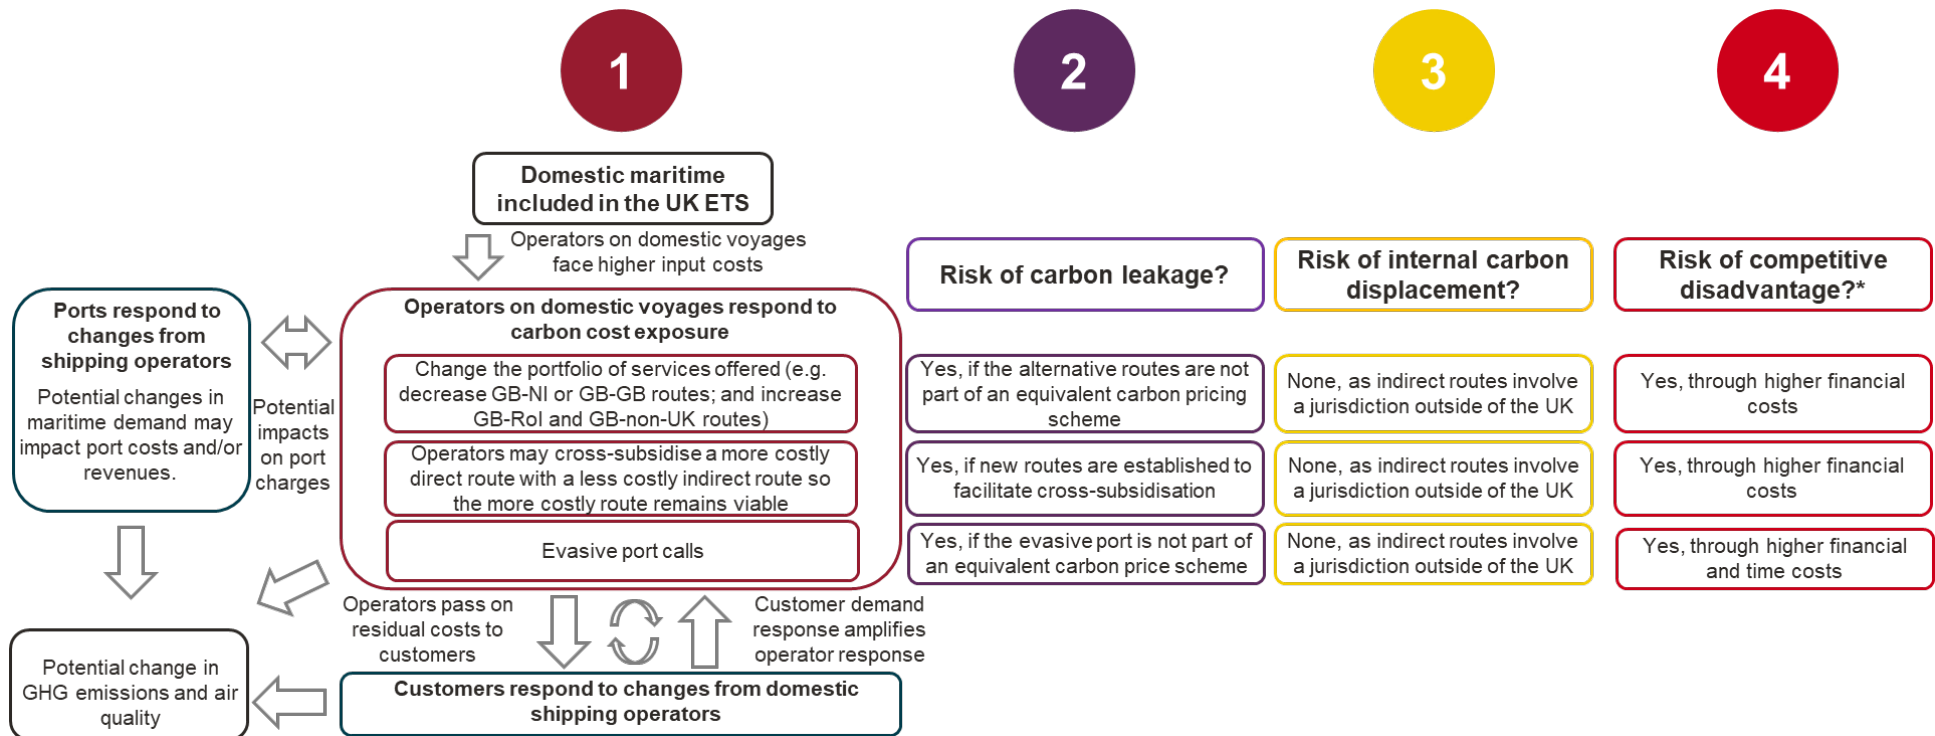 1
2
3
4
Domestic maritime
included in the UK ETS
Operators on domestic voyages
face higher input costs
Risk of carbon leakage?
Risk of internal carbon
displacement?
Risk of competitive
disadvantage?*
Ports respond to
changes from
shipping operators
Potential changes in
maritime demand may
impact port costs and/or
revenues.
Potential
impacts
on port
charges
Operators on domestic voyages respond to
carbon cost exposure
Change the portfolio of services offered (e.g.
decrease GB-NI or GB-GB routes; and increase
GB-RoI and GB-non-UK routes)
Yes, if the alternative routes are not
part of an equivalent carbon pricing
scheme
None, as indirect routes involve
a jurisdiction outside of the UK
Yes, through higher financial
costs
Operators may cross-subsidise a more costly
direct route with a less costly indirect route so
the more costly route remains viable
Yes, if new routes are established to
facilitate cross-subsidisation
None, as indirect routes involve
a jurisdiction outside of the UK
Yes, through higher financial
costs
Evasive port calls
Yes, if the evasive port is not part of
an equivalent carbon price scheme
None, as indirect routes involve
a jurisdiction outside of the UK
Yes, through higher financial
and time costs
Operators pass on
residual costs to
customers
Customer demand
response amplifies
operator response
Potential change in
GHG emissions and air
quality
Customers respond to changes from domestic
shipping operators